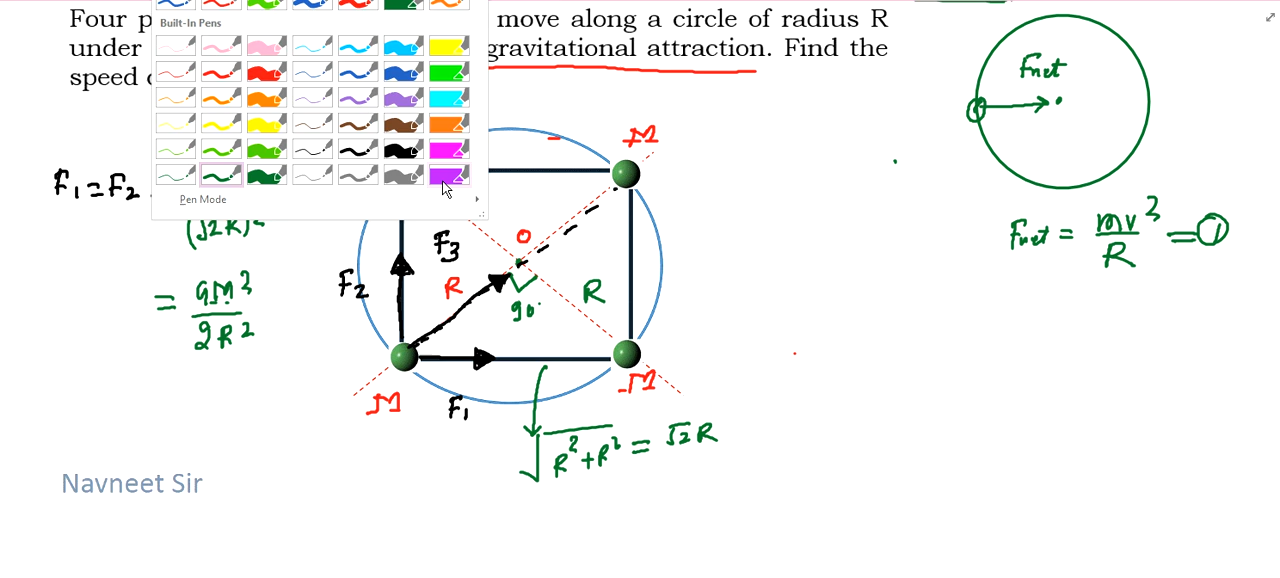 Four p move along a circle of radius R
under gravitational attraction. Find the
speed
Built-In Pens
Pen Mode
Fnet
M
F₁ = F₂
(√2R)²
= GM²
2R²
F₃
O
F₂
R
R
90°
Fnet = mv² = ①
R
M
M
F₁
√R²+R² = √2R
Navneet Sir